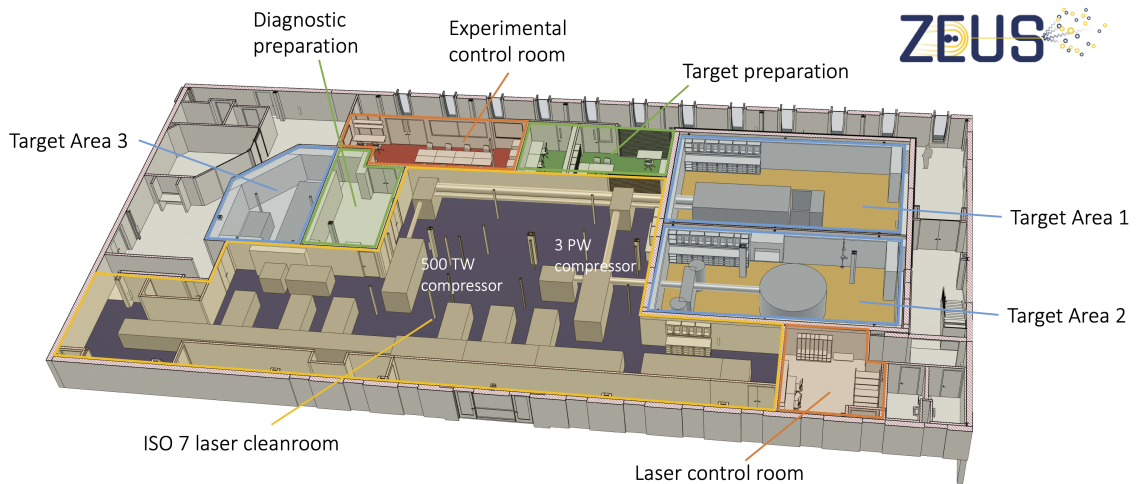 Diagnostic
preparation
Experimental
control room
ZEUS
Target preparation
Target Area 3
Target Area 1
3 PW
compressor
500 TW
compressor
Target Area 2
ISO 7 laser cleanroom
Laser control room